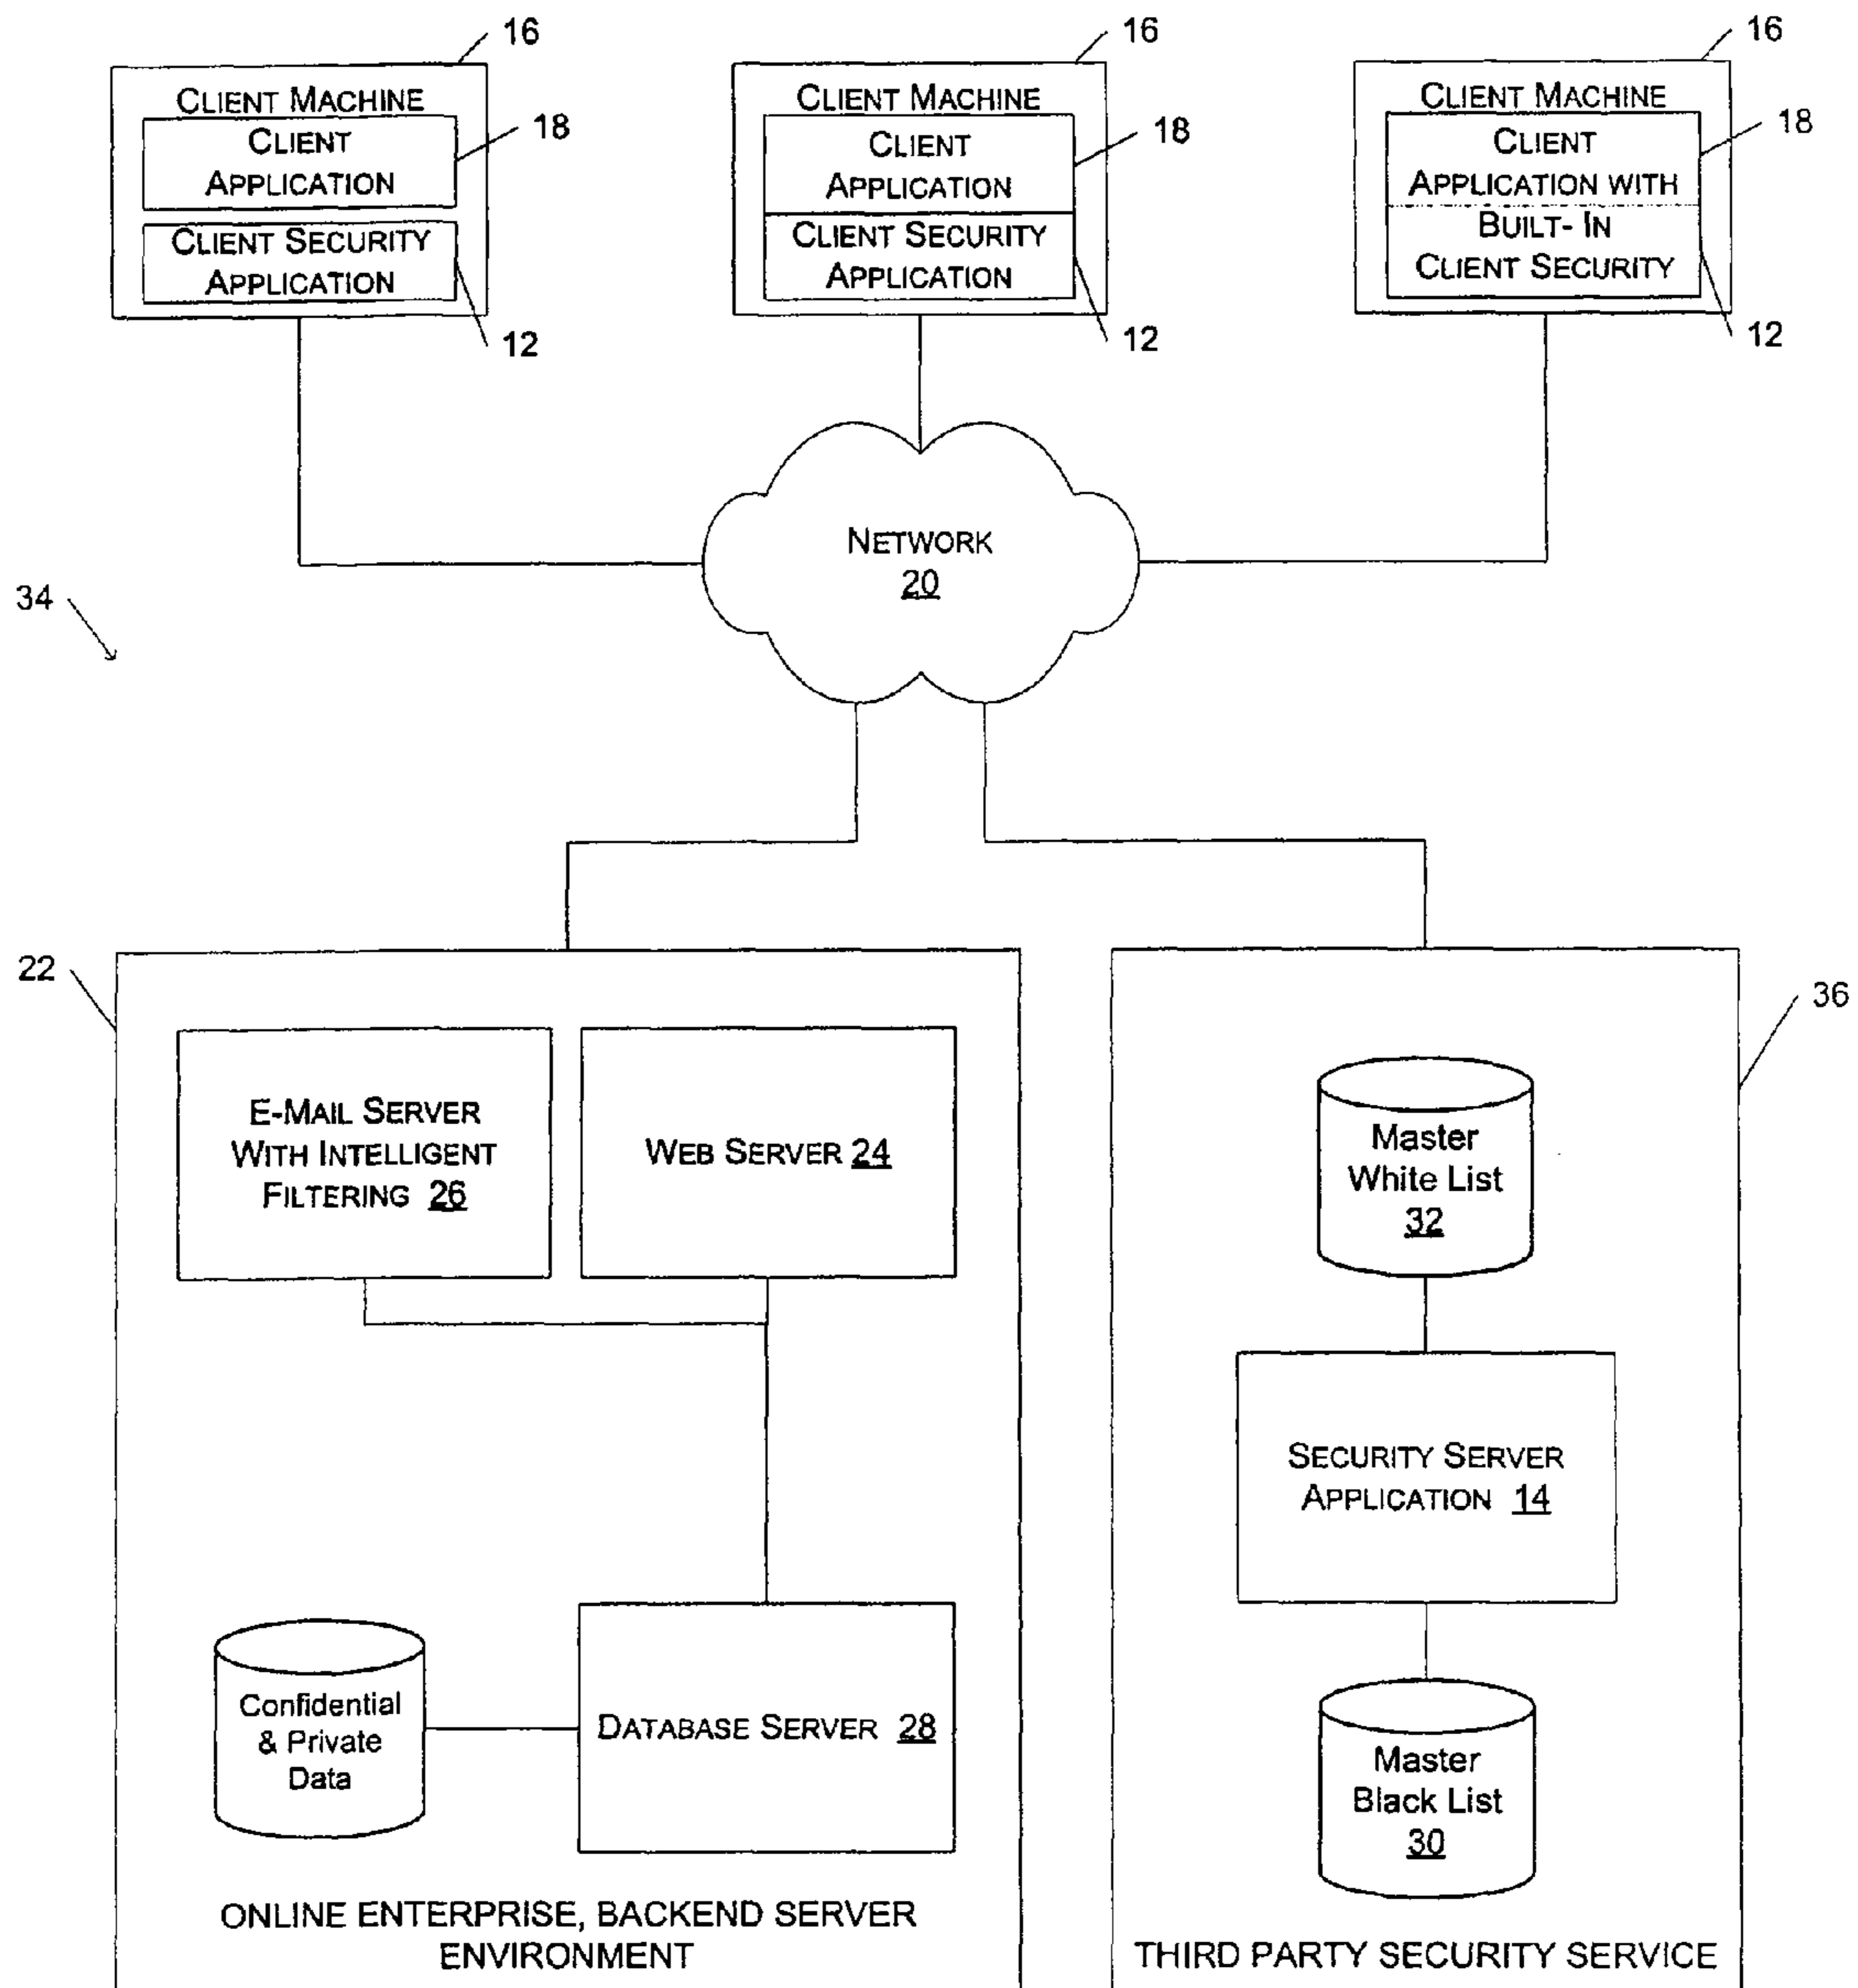 16
16
16
CLIENT MACHINE
CLIENT
APPLICATION
18
CLIENT SECURITY
APPLICATION
12
CLIENT MACHINE
CLIENT
APPLICATION
18
CLIENT SECURITY
APPLICATION
12
CLIENT MACHINE
CLIENT
APPLICATION WITH
18
BUILT- IN
CLIENT SECURITY
12
NETWORK
20
34
22
E-MAIL SERVER
WITH INTELLIGENT
FILTERING 26
WEB SERVER 24
Confidential
& Private
Data
DATABASE SERVER 28
ONLINE ENTERPRISE, BACKEND SERVER
ENVIRONMENT
36
Master
White List
32
SECURITY SERVER
APPLICATION 14
Master
Black List
30
THIRD PARTY SECURITY SERVICE